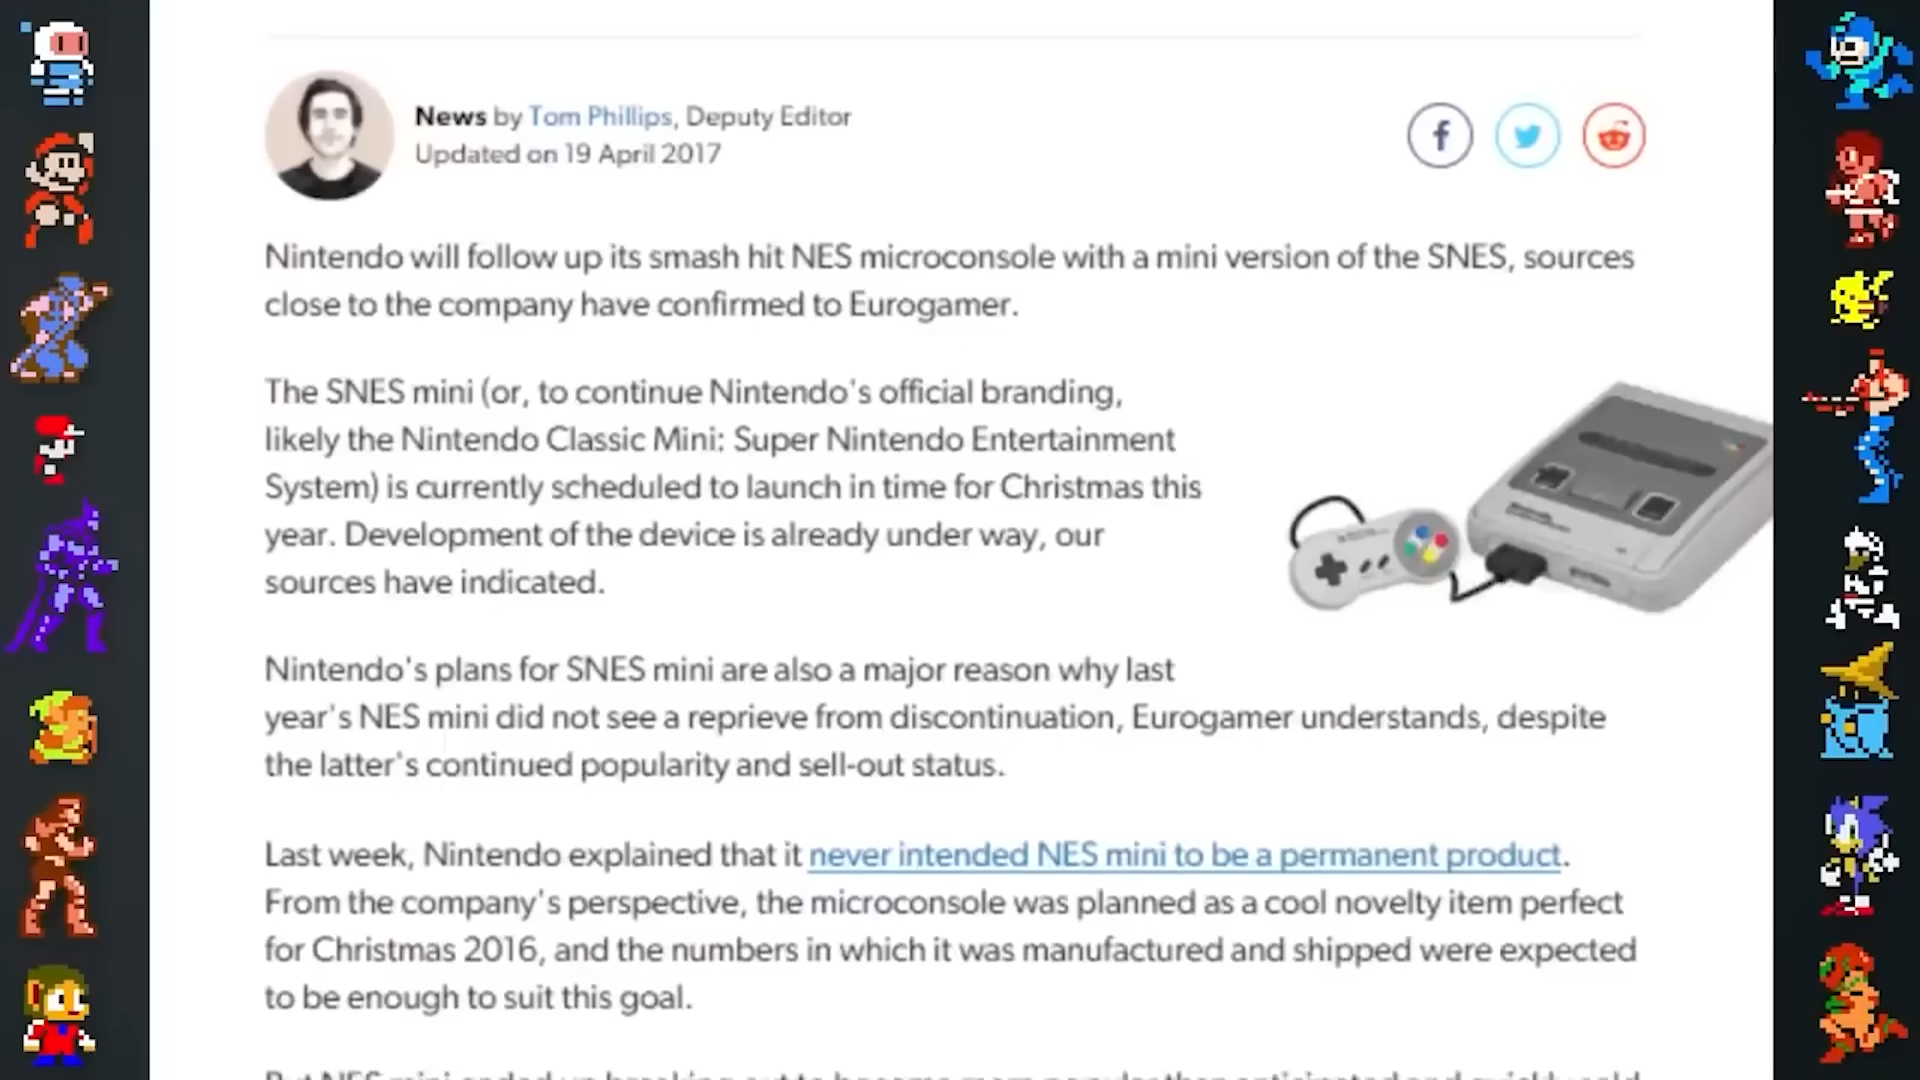 News by Tom Phillips, Deputy Editor
Updated on 19 April 2017
Nintendo will follow up its smash hit NES microconsole with a mini version of the SNES, sources
close to the company have confirmed to Eurogamer.
The SNES mini (or, to continue Nintendo's official branding,
likely the Nintendo Classic Mini: Super Nintendo Entertainment
System) is currently scheduled to launch in time for Christmas this
year. Development of the device is already under way, our
sources have indicated.
Nintendo's plans for SNES mini are also a major reason why last
year's NES mini did not see a reprieve from discontinuation, Eurogamer understands, despite
the latter's continued popularity and sell-out status.
Last week, Nintendo explained that it never intended NES mini to be a permanent product.
From the company's perspective, the microconsole was planned as a cool novelty item perfect
for Christmas 2016, and the numbers in which it was manufactured and shipped were expected
to be enough to suit this goal.